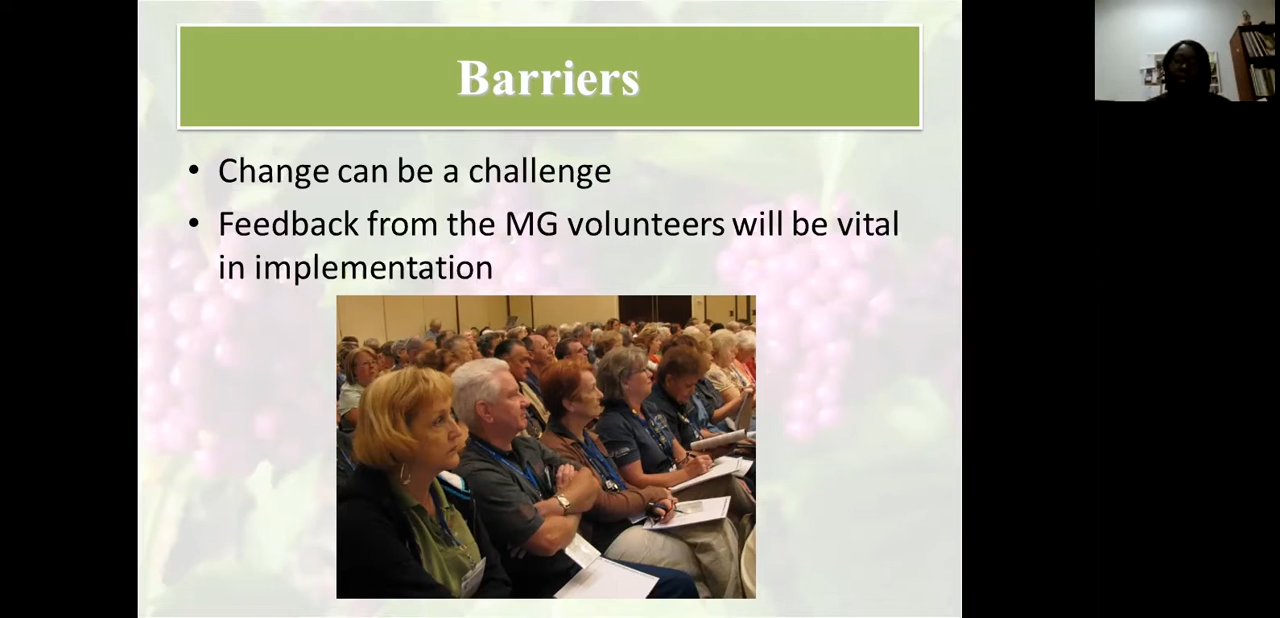 Barriers
• Change can be a challenge
• Feedback from the MG volunteers will be vital
in implementation